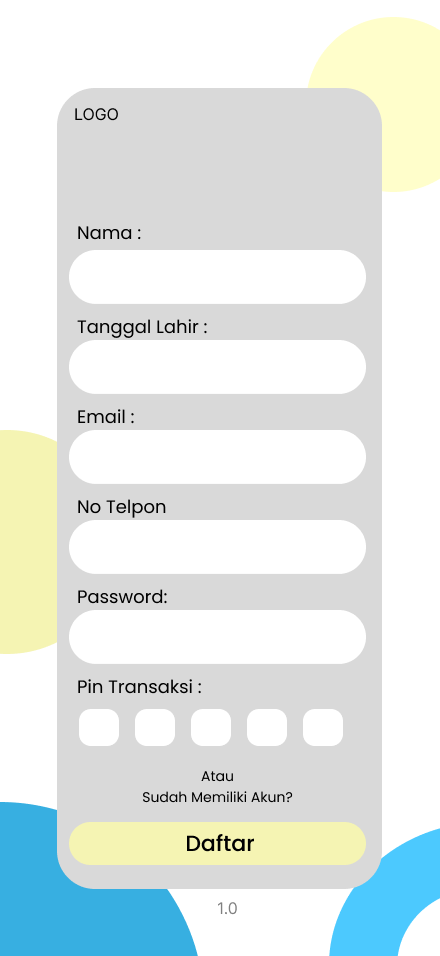 LOGO
Nama :
Tanggal Lahir :
Email :
No Telpon
Password:
Pin Transaksi :
Atau
Sudah Memiliki Akun?
Daftar
1.0